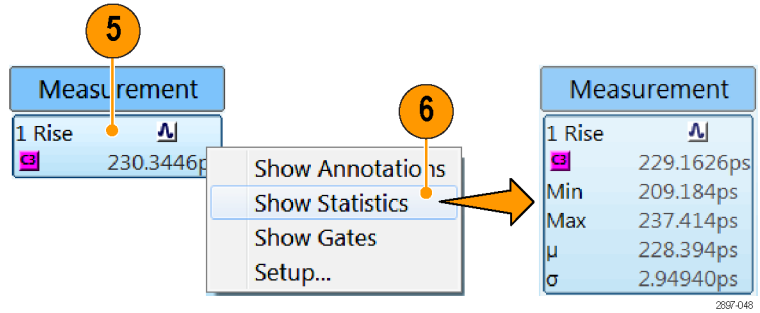 5
Measurement
1 Rise
C3 230.3446p
6
Show Annotations
Show Statistics
Show Gates
Setup...
Measurement
1 Rise
C3 229.1626ps
Min 209.184ps
Max 237.414ps
μ 228.394ps
σ 2.94940ps
2897-048